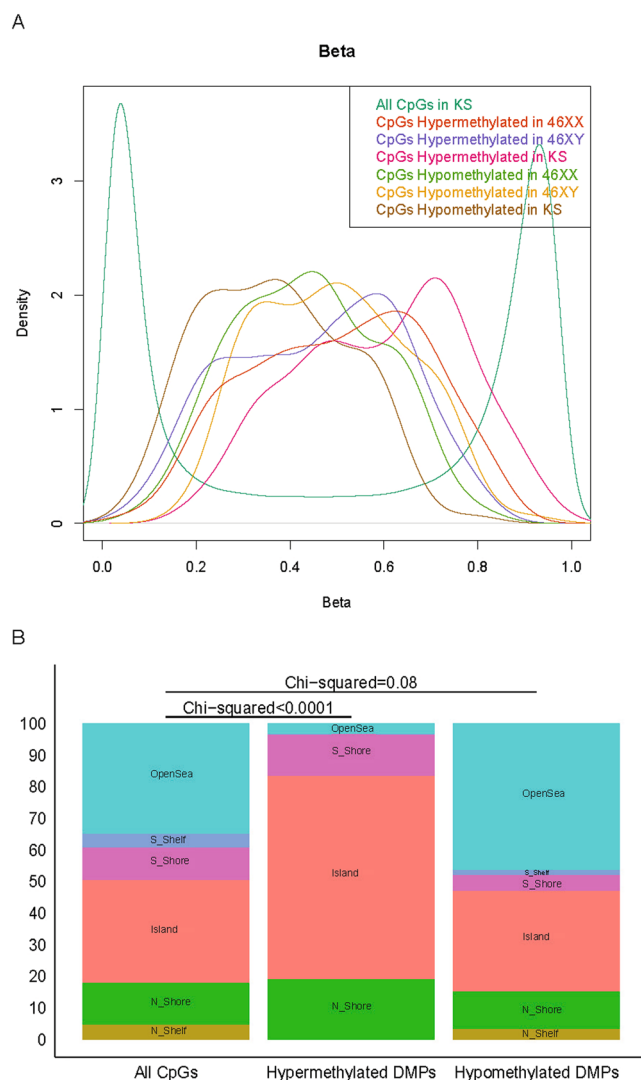 A
Beta
All CpGs in KS
CpGs Hypermethylated in 46XX
CpGs Hypermethylated in 46XY
CpGs Hypermethylated in KS
CpGs Hypomethylated in 46XX
CpGs Hypomethylated in 46XY
CpGs Hypomethylated in KS
3
2
1
0
Density
0.0 0.2 0.4 0.6 0.8 1.0
Beta
B
Chi-squared=0.08
Chi-squared<0.0001
100
90
80
70
60
50
40
30
20
10
0
OpenSea
S_Shelf
S_Shore
Island
N_Shore
N_Shelf
OpenSea
S_Shore
Island
N_Shore
OpenSea
S_Shelf
S_Shore
Island
N_Shore
N_Shelf
All CpGs Hypermethylated DMPs Hypomethylated DMPs